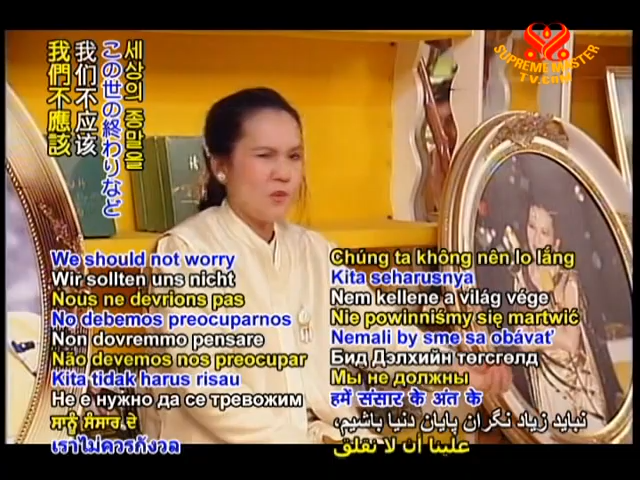 SUPREME MASTER
TV.com
세상의 종말을
この世の終わりなど
我们不应该
我們不應該
We should not worry
Wir sollten uns nicht
Nous ne devrions pas
No debemos preocuparnos
Non dovremmo pensare
Não devemos nos preocupar
Kita tidak harus risau
Не е нужно да се тревожим
ਸਾਨੂੰ ਸੰਸਾਰ ਦੇ
เราไม่ควรกังวล
Chúng ta không nên lo lắng
Kita seharusnya
Nem kellene a világ vége
Nie powinniśmy się martwić
Nemali by sme sa obávať
Бид Дэлхийн төгсгөлд
Мы не должны
हमें संसार के अंत के
نباید زیاد نگران پایان دنیا باشیم،
علينا أن لا نقلق